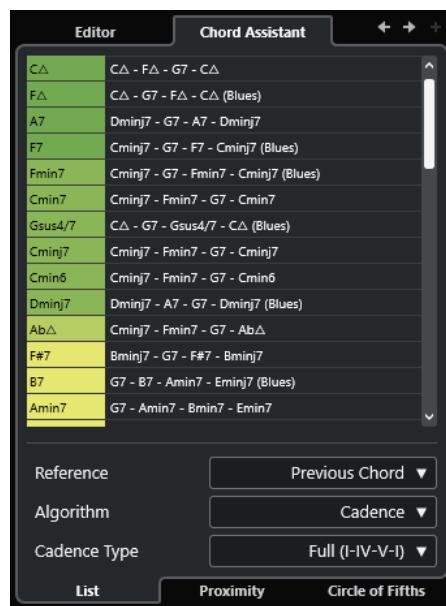 Editor Chord Assistant
C△ C△ - F△ - G7 - C△
F△ C△ - G7 - F△ - C△ (Blues)
A7 Dminj7 - G7 - A7 - Dminj7
F7 Cminj7 - G7 - F7 - Cminj7 (Blues)
Fmin7 Cminj7 - G7 - Fmin7 - Cminj7 (Blues)
Cmin7 Cminj7 - Fmin7 - G7 - Cmin7
Gsus4/7 C△ - G7 - Gsus4/7 - C△ (Blues)
Cminj7 Cminj7 - Fmin7 - G7 - Cminj7
Cmin6 Cminj7 - Fmin7 - G7 - Cmin6
Dminj7 Dminj7 - A7 - G7 - Dminj7 (Blues)
Ab△ Cminj7 - Fmin7 - G7 - Ab△
F#7 Bminj7 - G7 - F#7 - Bminj7
B7 G7 - B7 - Amin7 - Eminj7 (Blues)
Amin7 G7 - Amin7 - Bmin7 - Emin7
Reference Previous Chord
Algorithm Cadence
Cadence Type Full (I-IV-V-I)
List Proximity Circle of Fifths